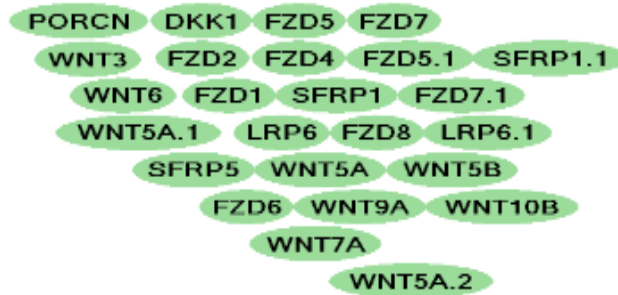 PORCN DKK1 FZD5 FZD7
WNT3 FZD2 FZD4 FZD5.1 SFRP1.1
WNT6 FZD1 SFRP1 FZD7.1
WNT5A.1 LRP6 FZD8 LRP6.1
SFRP5 WNT5A WNT5B
FZD6 WNT9A WNT10B
WNT7A
WNT5A.2